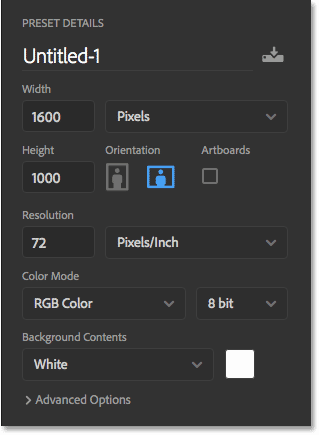 PRESET DETAILS
Untitled-1
Width
1600 Pixels
Height Orientation Artboards
1000
Resolution
72 Pixels/Inch
Color Mode
RGB Color 8 bit
Background Contents
White
Advanced Options